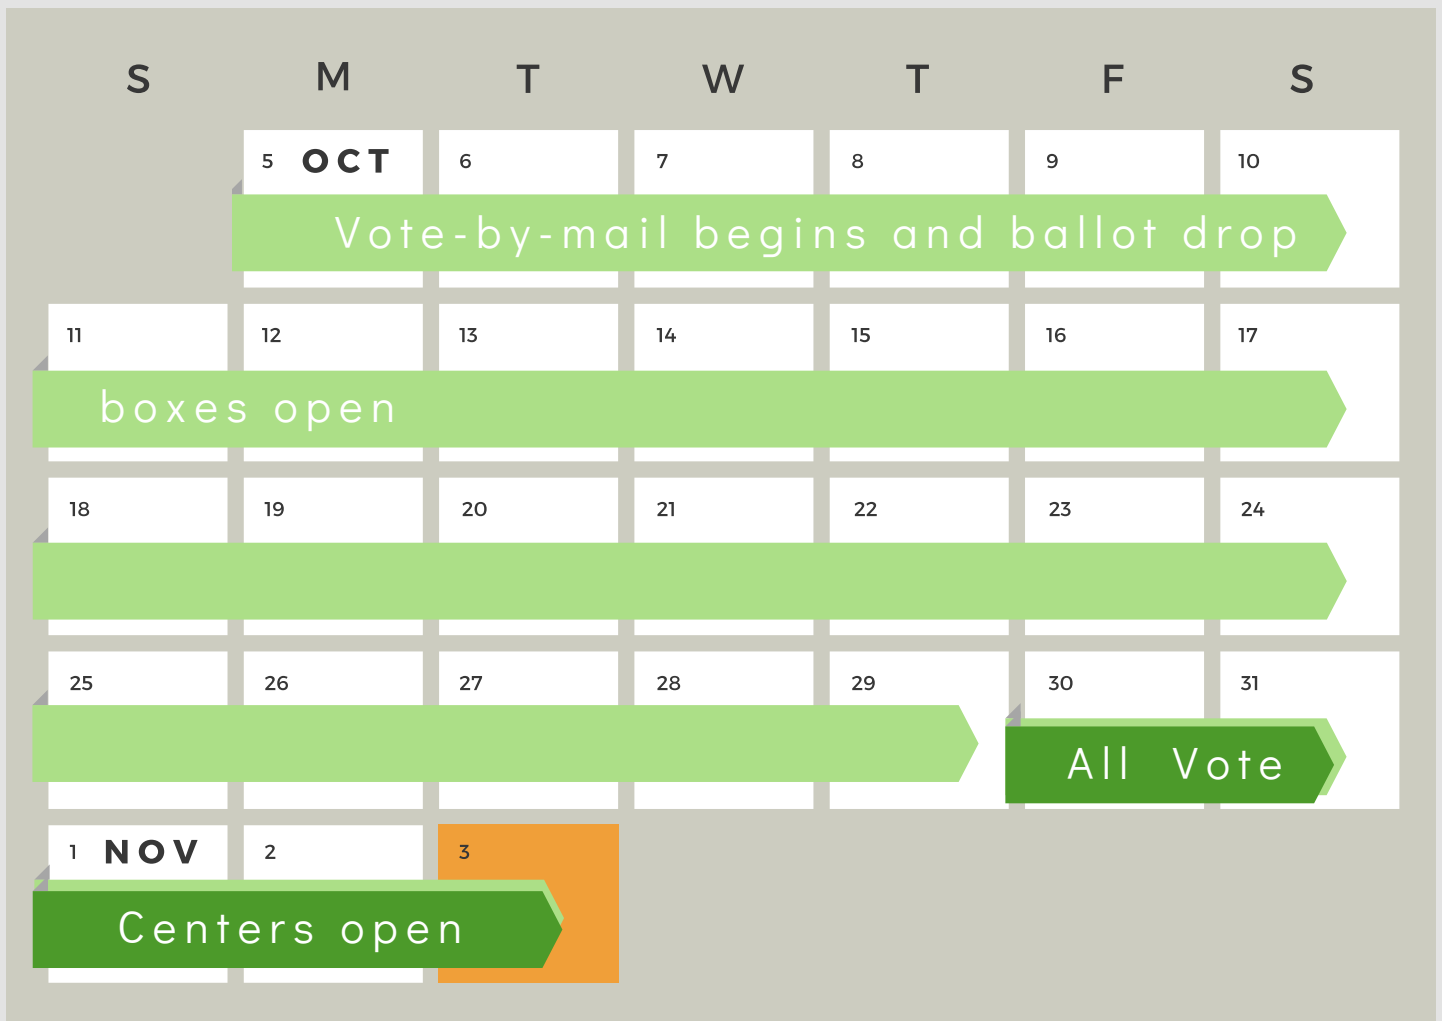 S M T W T F S
5 OCT 6 7 8 9 10
Vote-by-mail begins and ballot drop
11 12 13 14 15 16 17
boxes open
18 19 20 21 22 23 24
25 26 27 28 29 30 31
All Vote
1 NOV 2 3
Centers open